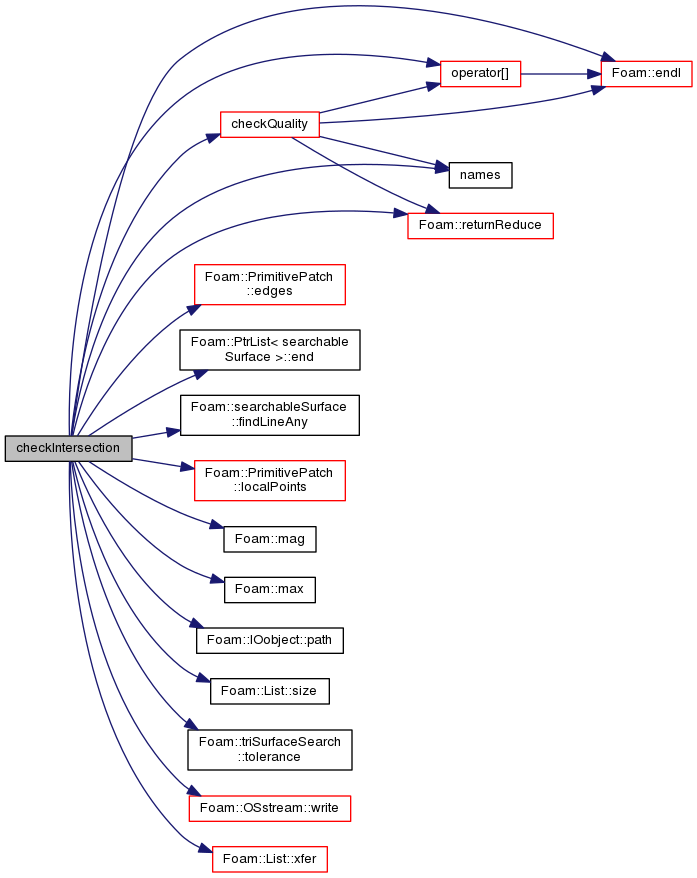 operator[]
Foam::endl
checkQuality
names
Foam::returnReduce
Foam::PrimitivePatch
::edges
Foam::PtrList< searchable
Surface >::end
Foam::searchableSurface
::findLineAny
checkIntersection
Foam::PrimitivePatch
::localPoints
Foam::mag
Foam::max
Foam::IOobject::path
Foam::List::size
Foam::triSurfaceSearch
::tolerance
Foam::OSstream::write
Foam::List::xfer